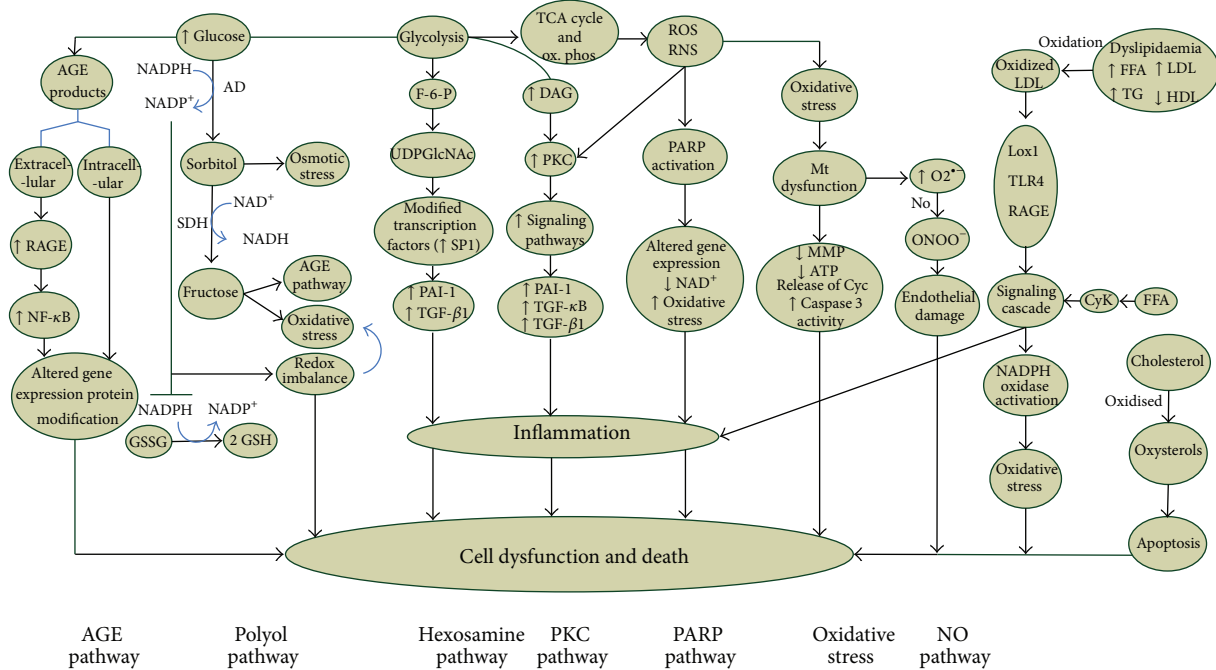 ↑ Glucose
Glycolysis
TCA cycle
and
ox. phos
ROS
RNS
Oxidation
Dyslipidaemia
↑ FFA ↑ LDL
↑ TG ↓ HDL
Oxidized
LDL
AGE
products
NADPH
AD
NADP⁺
F-6-P
↑ DAG
Oxidative
stress
Extracel-
-lular
Intracell-
-ular
Sorbitol
Osmotic
stress
UDPGlcNAc
↑ PKC
PARP
activation
Mt
dysfunction
↑ O2•−
No
Lox1
TLR4
RAGE
SDH
NAD⁺
NADH
Modified
transcription
factors (↑ SP1)
↑ Signaling
pathways
↑ RAGE
Altered gene
expression
↓ NAD⁺
↑ Oxidative
stress
↓ MMP
↓ ATP
Release of Cyc
↑ Caspase 3
activity
ONOO⁻
Fructose
AGE
pathway
Oxidative
stress
↑ PAI-1
↑ TGF-β1
↑ PAI-1
↑ TGF-κB
↑ TGF-β1
Endothelial
damage
Signaling
cascade
CyK
FFA
↑ NF-κB
Redox
imbalance
Altered gene
expression protein
modification
NADPH
NADP⁺
GSSG
2 GSH
NADPH
oxidase
activation
Cholesterol
Oxidised
Inflammation
Oxysterols
Oxidative
stress
Cell dysfunction and death
Apoptosis
AGE
pathway
Polyol
pathway
Hexosamine
pathway
PKC
pathway
PARP
pathway
Oxidative
stress
NO
pathway